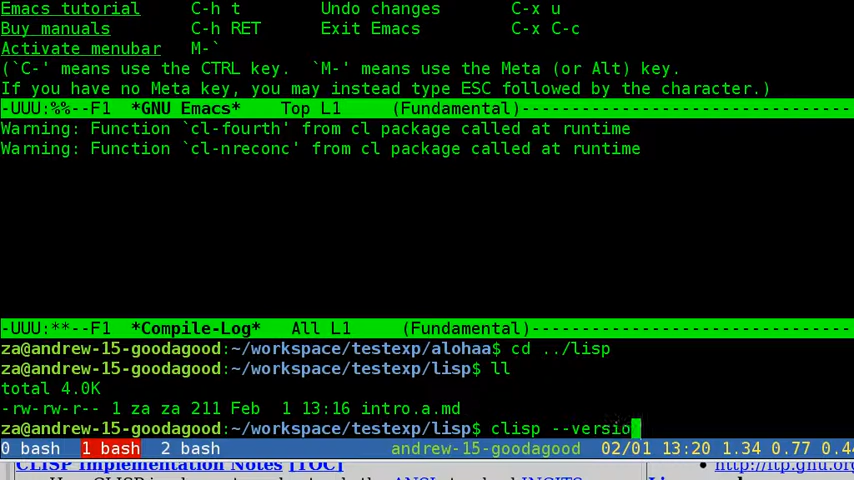 Emacs tutorial C-h t Undo changes C-x u
Buy manuals C-h RET Exit Emacs C-x C-c
Activate menubar M-`
(`C-' means use the CTRL key. `M-' means use the Meta (or Alt) key.
If you have no Meta key, you may instead type ESC followed by the character.)
-UUU:%%--F1 *GNU Emacs* Top L1 (Fundamental)--------------------------------
Warning: Function `cl-fourth' from cl package called at runtime
Warning: Function `cl-nreconc' from cl package called at runtime
-UUU:**--F1 *Compile-Log* All L1 (Fundamental)--------------------------------
za@andrew-15-goodagood:~/workspace/testexp/alohaa$ cd ../lisp
za@andrew-15-goodagood:~/workspace/testexp/lisp$ ll
total 4.0K
-rw-rw-r-- 1 za za 211 Feb 1 13:16 intro.a.md
za@andrew-15-goodagood:~/workspace/testexp/lisp$ clisp --versio
0 bash 1 bash 2 bash andrew-15-goodagood 02/01 13:20 1.34 0.77 0.4
CLISP Implementation Notes [TOC] http://ftp.gnu.or